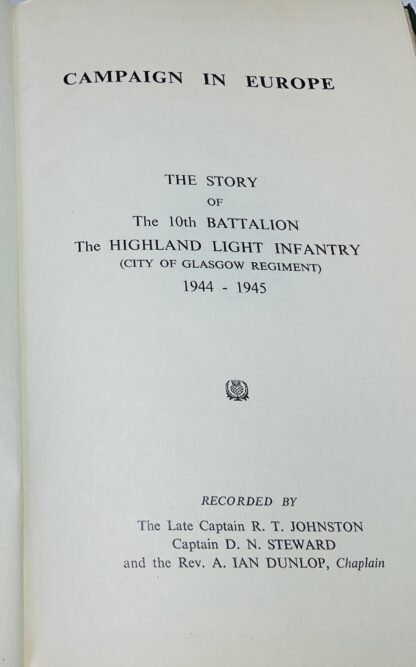 CAMPAIGN IN EUROPE
THE STORY
OF
The 10th BATTALION
The HIGHLAND LIGHT INFANTRY
(CITY OF GLASGOW REGIMENT)
1944 - 1945
RECORDED BY
The Late Captain R. T. JOHNSTON
Captain D. N. STEWARD
and the Rev. A. IAN DUNLOP, Chaplain